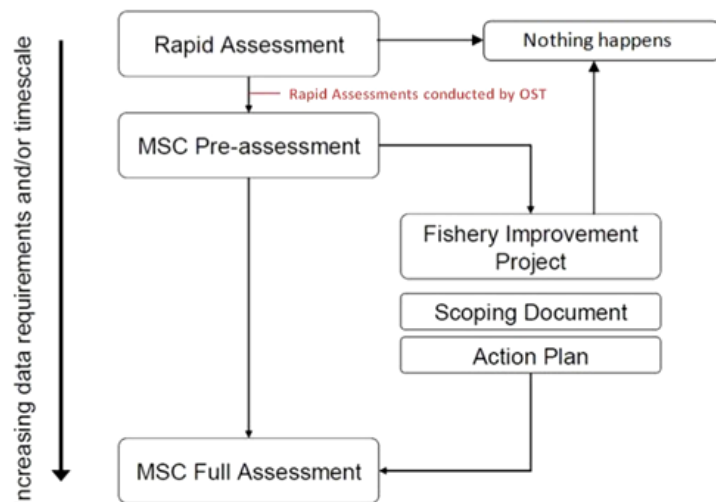 Rapid Assessment
Nothing happens
Rapid Assessments conducted by OST
MSC Pre-assessment
Fishery Improvement
Project
Scoping Document
Action Plan
MSC Full Assessment
ncreasing data requirements and/or timescale